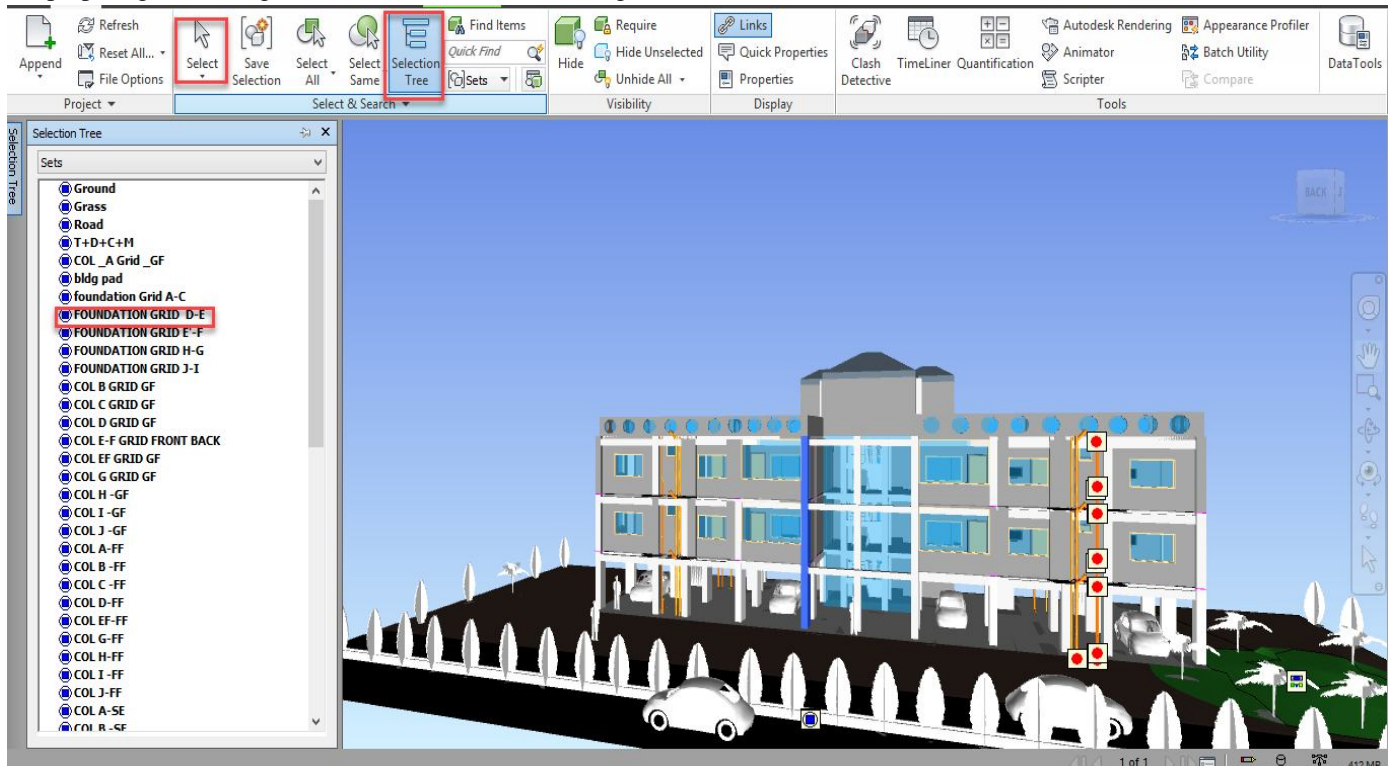 Refresh
Reset All...
File Options
Append
Project
Select
Save Selection
Select All
Select Same
Selection Tree
Find Items
Quick Find
Sets
Select & Search
Hide
Require
Hide Unselected
Unhide All
Visibility
Links
Quick Properties
Properties
Display
Clash Detective
TimeLiner
Quantification
Autodesk Rendering
Animator
Scripter
Appearance Profiler
Batch Utility
Compare
Tools
DataTools
Selection Tree
Selection Tree
Sets
Ground
Grass
Road
T+D+C+M
COL _A Grid _GF
bldg pad
foundation Grid A-C
FOUNDATION GRID D-E
FOUNDATION GRID E'-F
FOUNDATION GRID H-G
FOUNDATION GRID J-I
COL B GRID GF
COL C GRID GF
COL D GRID GF
COL E-F GRID FRONT BACK
COL EF GRID GF
COL G GRID GF
COL H -GF
COL I -GF
COL J -GF
COL A-FF
COL B -FF
COL C -FF
COL D-FF
COL EF-FF
COL G-FF
COL H-FF
COL I -FF
COL J-FF
COL A-SE
COL B -SE
BACK
1 of 1